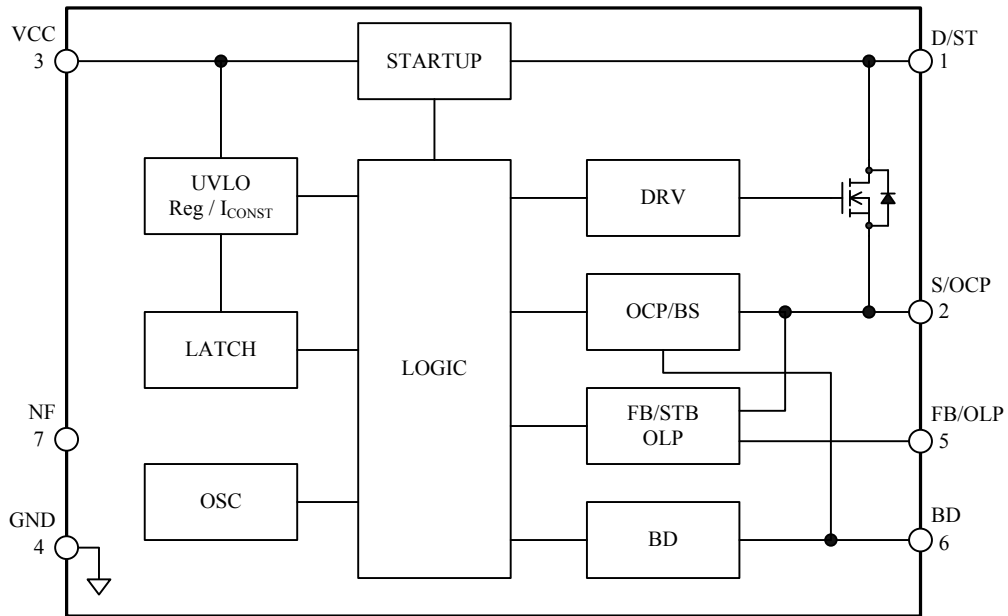 VCC
3
STARTUP
D/ST
1
UVLO
Reg / ICONST
DRV
S/OCP
2
LATCH
LOGIC
OCP/BS
NF
7
FB/STB
OLP
FB/OLP
5
OSC
GND
4
BD
BD
6